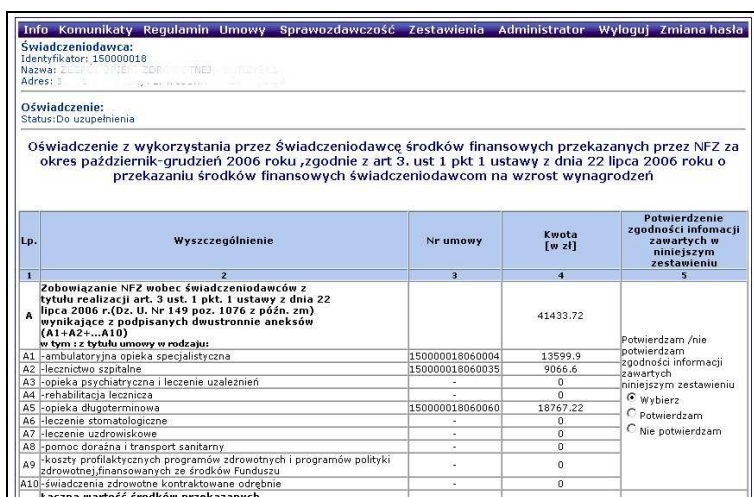 Info Komunikaty Regulamin Umowy Sprawozdawczość Zestawienia Administrator Wyloguj Zmiana hasła
Świadczeniodawca:
Identyfikator: 150000018
Nazwa:
Adres:
Oświadczenie:
Status:Do uzupełnienia
Oświadczenie z wykorzystania przez Świadczeniodawcę środków finansowych przekazanych przez NFZ za
okres październik-grudzień 2006 roku ,zgodnie z art 3. ust 1 pkt 1 ustawy z dnia 22 lipca 2006 roku o
przekazaniu środków finansowych świadczeniodawcom na wzrost wynagrodzeń
Lp. Wyszczególnienie Nr umowy Kwota [w zł] Potwierdzenie zgodności infomacji zawartych w niniejszym zestawieniu
1 2 3 4 5
A Zobowiązanie NFZ wobec świadczeniodawców z
tytułu realizacji art. 3 ust. 1 pkt. 1 ustawy z dnia 22
lipca 2006 r.(Dz. U. Nr 149 poz. 1076 z późn. zm)
wynikające z podpisanych dwustronnie aneksów
(A1+A2+...A10)
w tym : z tytułu umowy w rodzaju:
41433.72
A1 -ambulatoryjna opieka specjalistyczna 150000018060004 13599.9
A2 -lecznictwo szpitalne 150000018060035 9066.6
A3 -opieka psychiatryczna i leczenie uzależnień - 0
A4 -rehabilitacja lecznicza - 0
A5 -opieka długoterminowa 150000018060060 18767.22
A6 -leczenie stomatologiczne - 0
A7 -leczenie uzdrowiskowe - 0
A8 -pomoc doraźna i transport sanitarny - 0
A9 -koszty profilaktycznych programów zdrowotnych i programów polityki
zdrowotnej,finansowanych ze środków Funduszu - 0
A10 -świadczenia zdrowotne kontraktowane odrębnie - 0
Potwierdzam /nie
potwierdzam
zgodności informacji
zawartych
niniejszym zestawieniu
Wybierz
Potwierdzam
Nie potwierdzam
Łączna wartość środków przekazanych